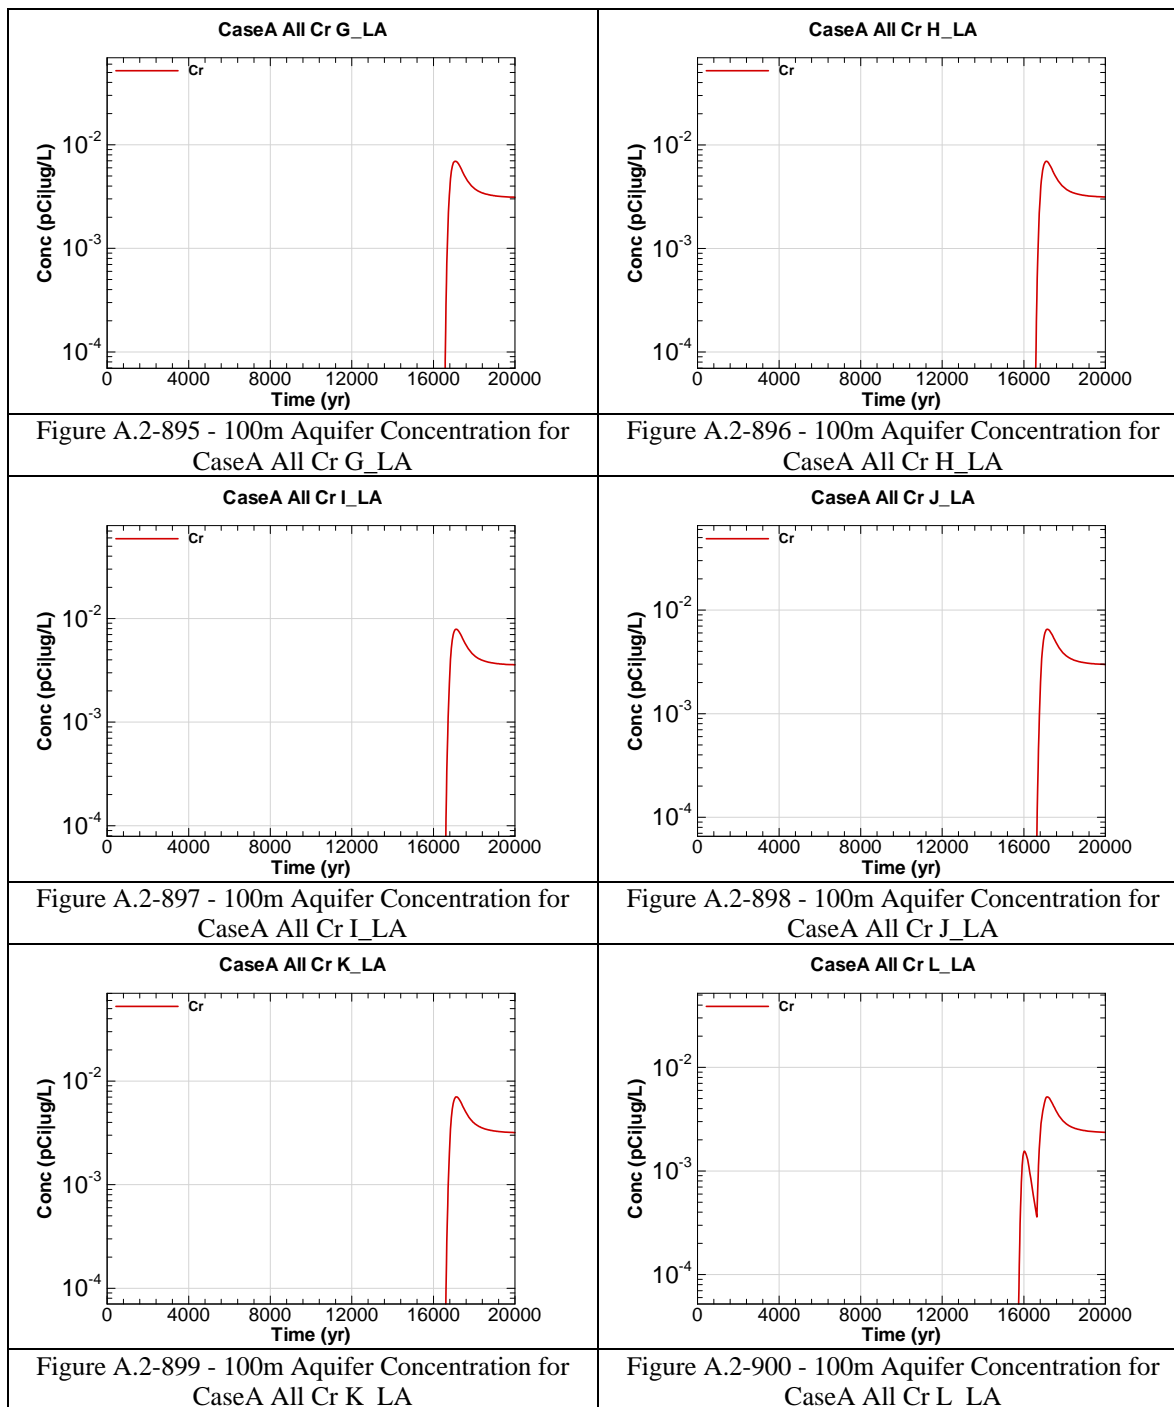 CaseA All Cr G_LA
Cr
10-2
10-3
10-4
Conc (pCi|ug/L)
0 4000 8000 12000 16000 20000
Time (yr)
Figure A.2-895 - 100m Aquifer Concentration for
CaseA All Cr G_LA
CaseA All Cr H_LA
Cr
10-2
10-3
10-4
Conc (pCi|ug/L)
0 4000 8000 12000 16000 20000
Time (yr)
Figure A.2-896 - 100m Aquifer Concentration for
CaseA All Cr H_LA
CaseA All Cr I_LA
Cr
10-2
10-3
10-4
Conc (pCi|ug/L)
0 4000 8000 12000 16000 20000
Time (yr)
Figure A.2-897 - 100m Aquifer Concentration for
CaseA All Cr I_LA
CaseA All Cr J_LA
Cr
10-2
10-3
10-4
Conc (pCi|ug/L)
0 4000 8000 12000 16000 20000
Time (yr)
Figure A.2-898 - 100m Aquifer Concentration for
CaseA All Cr J_LA
CaseA All Cr K_LA
Cr
10-2
10-3
10-4
Conc (pCi|ug/L)
0 4000 8000 12000 16000 20000
Time (yr)
Figure A.2-899 - 100m Aquifer Concentration for
CaseA All Cr K_LA
CaseA All Cr L_LA
Cr
10-2
10-3
10-4
Conc (pCi|ug/L)
0 4000 8000 12000 16000 20000
Time (yr)
Figure A.2-900 - 100m Aquifer Concentration for
CaseA All Cr L_LA